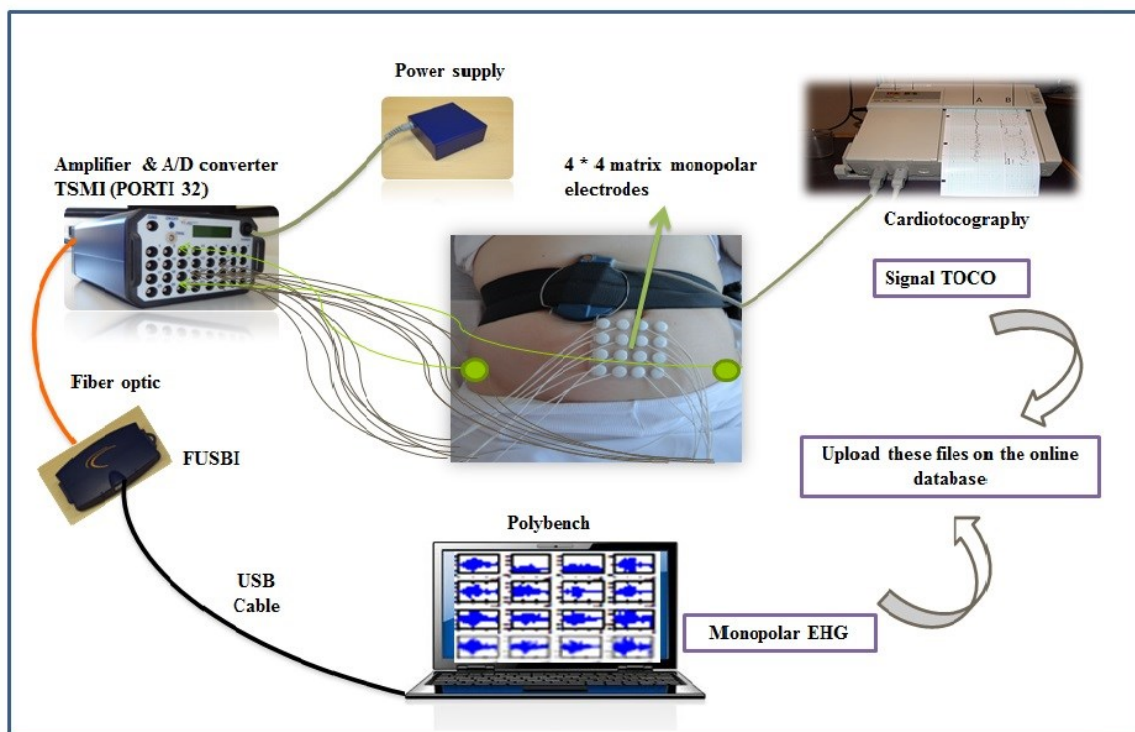 Power supply
Amplifier & A/D converter
TSMI (PORTI 32)
4 * 4 matrix monopolar
electrodes
A B
Cardiotocography
Signal TOCO
Fiber optic
FUSBI
Upload these files on the online
database
Polybench
USB
Cable
Monopolar EHG